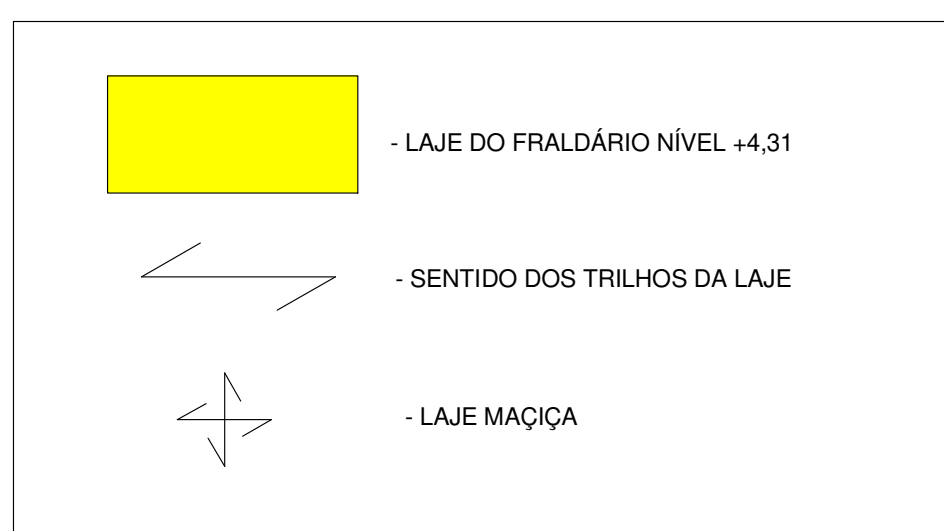 - LAJE DO FRALDÁRIO NÍVEL +4,31
- SENTIDO DOS TRILHOS DA LAJE
- LAJE MAÇIÇA